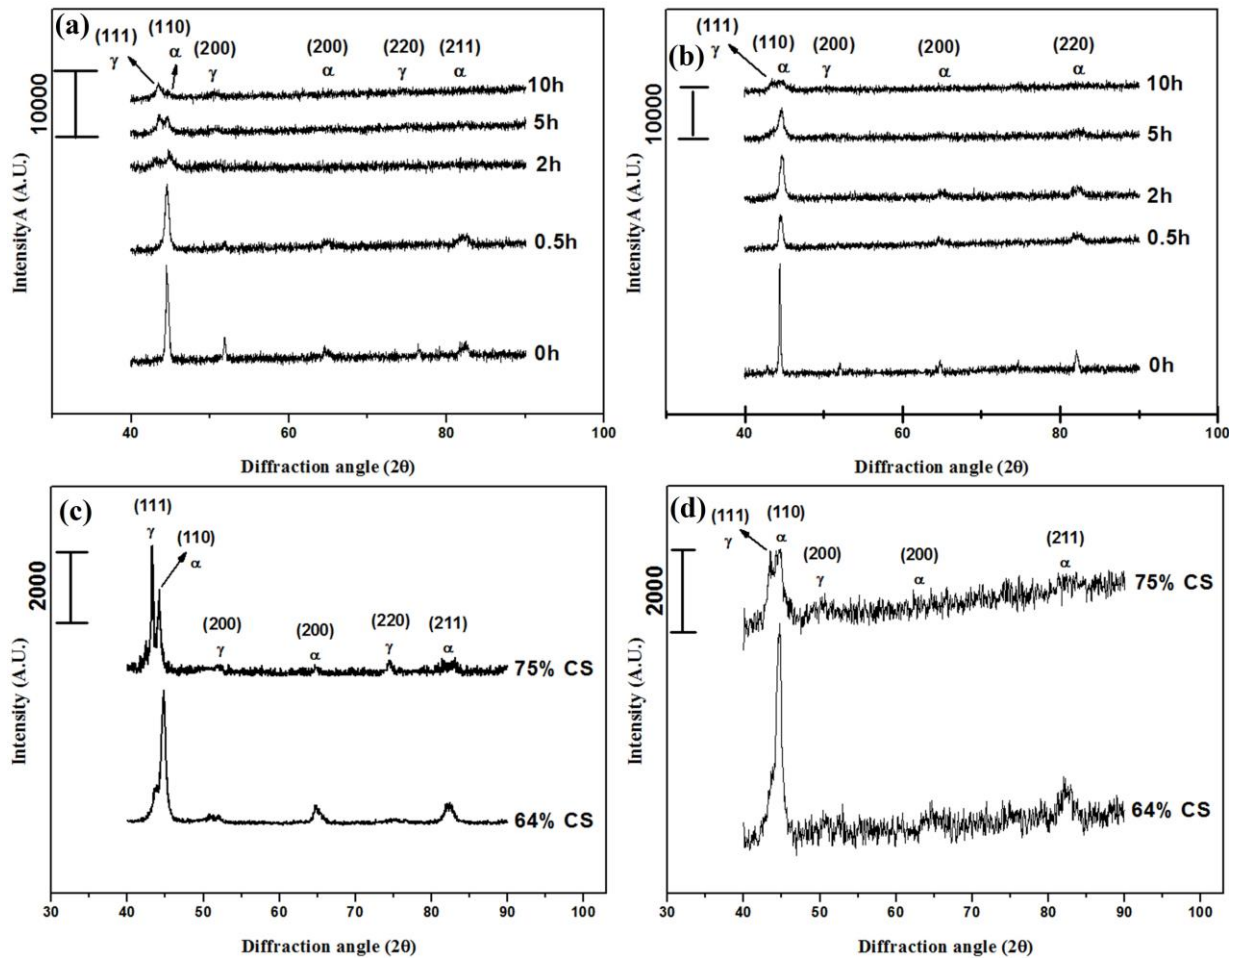 (a)
(111)
γ
(110)
α
(200)
γ
(200)
α
(220)
γ
(211)
α
10000
10h
5h
2h
0.5h
0h
IntensityA (A.U.)
40
60
80
100
Diffraction angle (2θ)
(b)
(111)
γ
(110)
α
(200)
γ
(200)
α
(220)
α
10000
10h
5h
2h
0.5h
0h
IntensityA (A.U.)
40
60
80
100
Diffraction angle (2θ)
(c)
(111)
γ
(110)
α
(200)
γ
(200)
α
(220)
γ
(211)
α
2000
75% CS
64% CS
Intensity (A.U.)
30
40
50
60
70
80
90
100
Diffraction angle (2θ)
(d)
(111)
γ
(110)
α
(200)
γ
(200)
α
(211)
α
2000
75% CS
64% CS
Intensity (A.U.)
30
40
50
60
70
80
90
100
Diffraction angle (2θ)